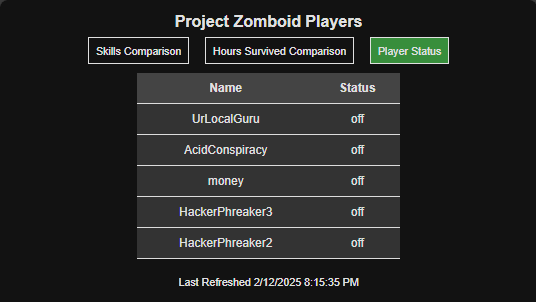 Project Zomboid Players
Skills Comparison Hours Survived Comparison Player Status
Name Status
UrLocalGuru off
AcidConspiracy off
money off
HackerPhreaker3 off
HackerPhreaker2 off
Last Refreshed 2/12/2025 8:15:35 PM